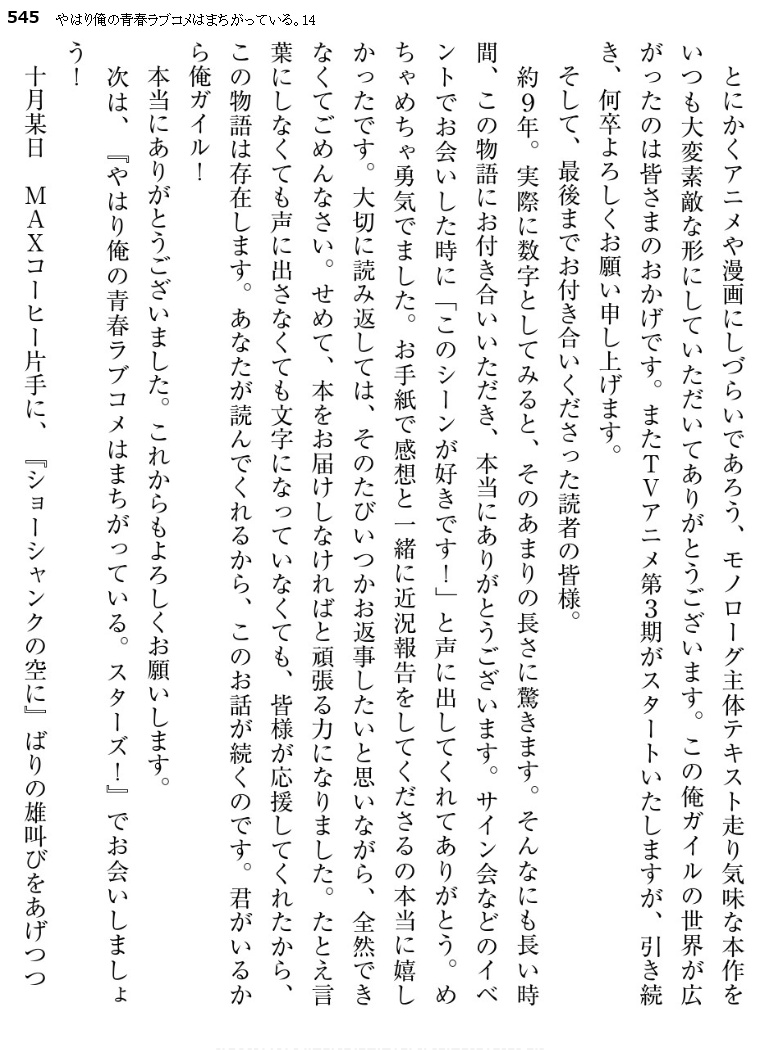 545 やはり俺の青春ラブコメはまちがっている。14
とにかくアニメや漫画にしづらいであろう、モノローグ主体テキスト走り気味な本作を
いつも大変素敵な形にしていただいてありがとうございます。この俺ガイルの世界が広
がったのは皆さまのおかげです。またTVアニメ第3期がスタートいたしますが、引き続
き、何卒よろしくお願い申し上げます。
そして、最後までお付き合いくださった読者の皆様。
約9年。実際に数字としてみると、そのあまりの長さに驚きます。そんなにも長い時
間、この物語にお付き合いいただき、本当にありがとうございます。サイン会などのイベ
ントでお会いした時に「このシーンが好きです!」と声に出してくれてありがとう。め
ちゃめちゃ勇気でました。お手紙で感想と一緒に近況報告をしてくださるの本当に嬉し
かったです。大切に読み返しては、そのたびいつかお返事したいと思いながら、全然でき
なくてごめんなさい。せめて、本をお届けしなければと頑張る力になりました。たとえ言
葉にしなくても声に出さなくても文字になっていなくても、皆様が応援してくれたから、
この物語は存在します。あなたが読んでくれるから、このお話が続くのです。君がいるか
ら俺ガイル!
本当にありがとうございました。これからもよろしくお願いします。
次は、『やはり俺の青春ラブコメはまちがっている。スターズ!』でお会いしましょ
う!
十月某日 MAXコーヒー片手に、『ショーシャンクの空に』ばりの雄叫びをあげつつ